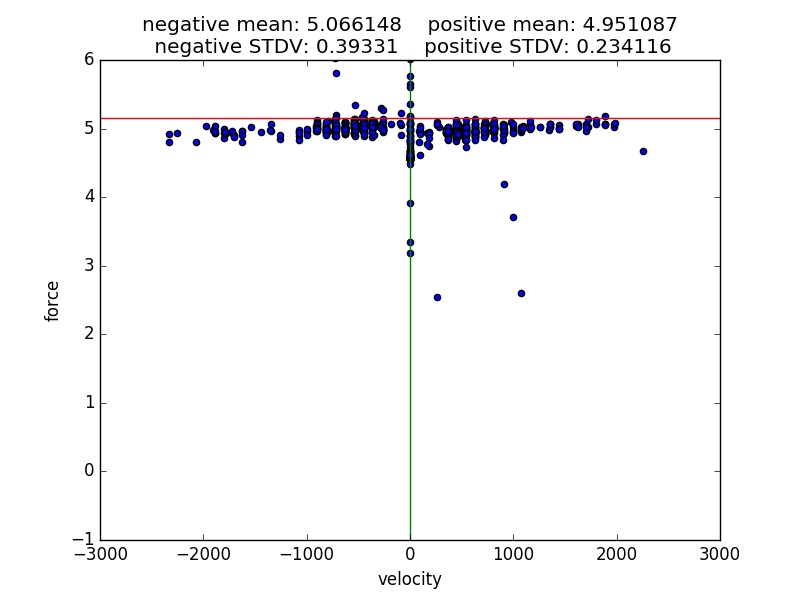 negative mean: 5.066148 positive mean: 4.951087
negative STDV: 0.39331 positive STDV: 0.234116
6
5
4
3
2
1
0
−1
force
−3000 −2000 −1000 0 1000 2000 3000
velocity